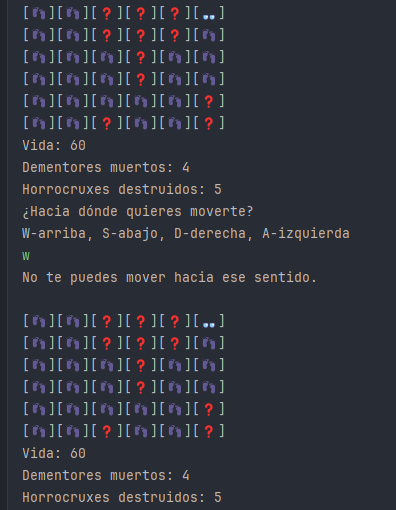 [👣][👣][❓][❓][❓][👓]
[👣][👣][❓][❓][❓][👣]
[👣][👣][👣][❓][👣][👣]
[👣][👣][👣][❓][👣][👣]
[👣][👣][👣][👣][👣][❓]
[👣][👣][❓][👣][👣][❓]
Vida: 60
Dementores muertos: 4
Horrocruxes destruidos: 5
¿Hacia dónde quieres moverte?
W-arriba, S-abajo, D-derecha, A-izquierda
w
No te puedes mover hacia ese sentido.
[👣][👣][❓][❓][❓][👓]
[👣][👣][❓][❓][❓][👣]
[👣][👣][👣][❓][👣][👣]
[👣][👣][👣][❓][👣][👣]
[👣][👣][👣][👣][👣][❓]
[👣][👣][❓][👣][👣][❓]
Vida: 60
Dementores muertos: 4
Horrocruxes destruidos: 5